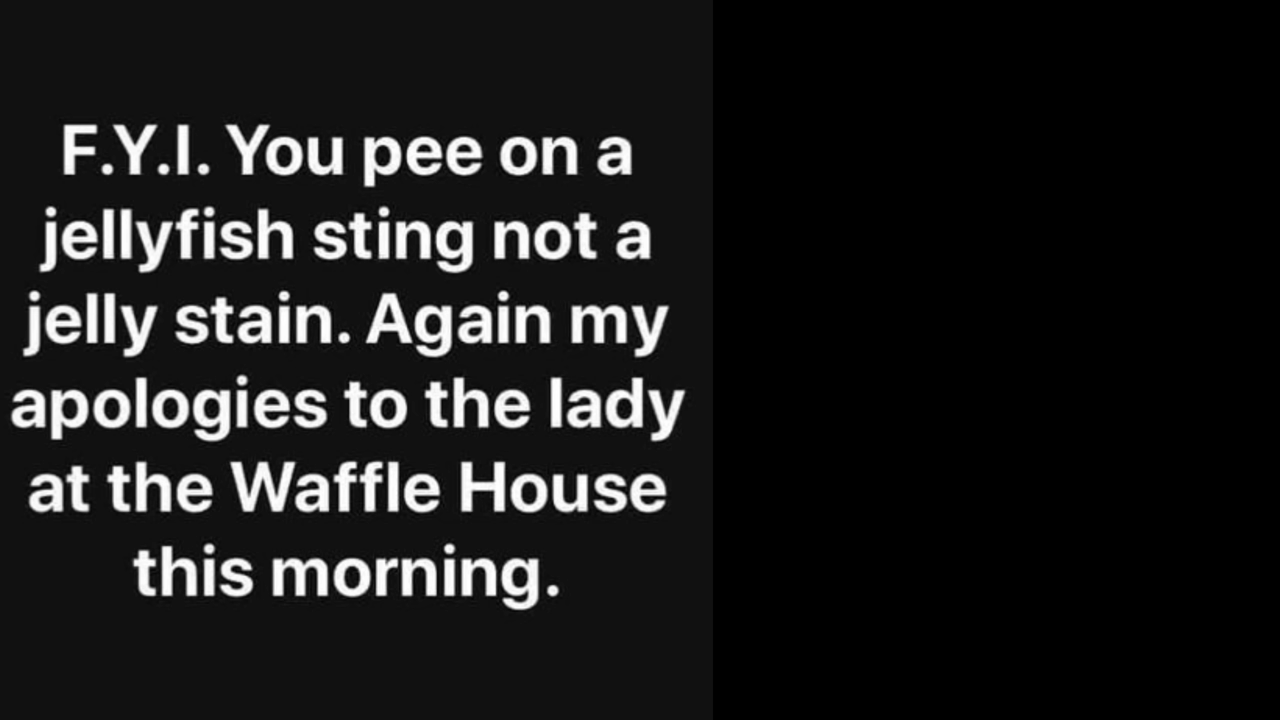 F.Y.I. You pee on a
jellyfish sting not a
jelly stain. Again my
apologies to the lady
at the Waffle House
this morning.